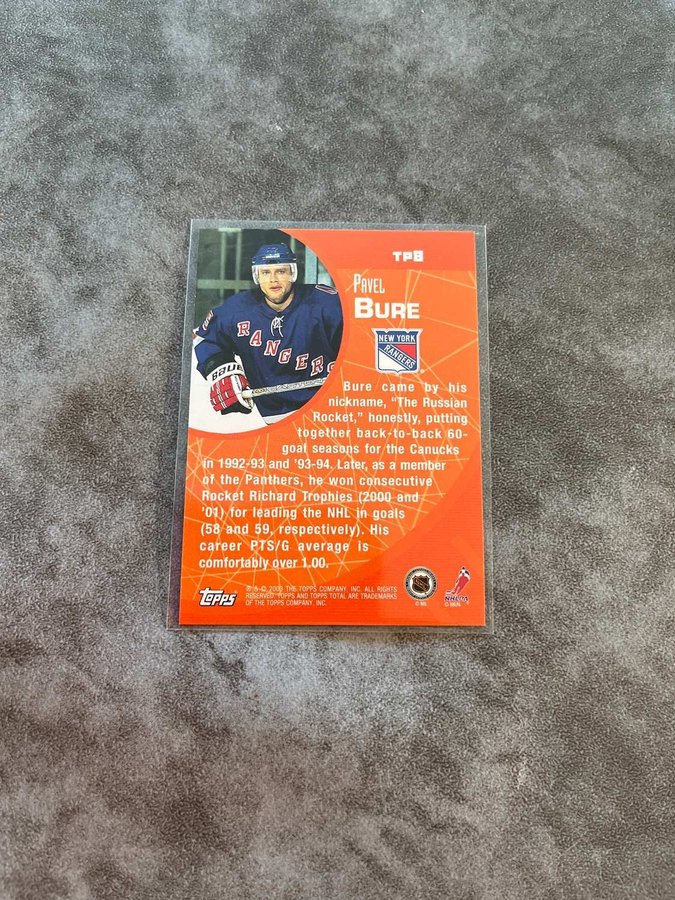 TP8
PAVEL
BURE
NEW YORK
RANGERS
RANGERS
BAUER
Bure came by his
nickname, "The Russian
Rocket," honestly, putting
together back-to-back 60-
goal seasons for the Canucks
in 1992-93 and '93-94. Later, as a member
of the Panthers, he won consecutive
Rocket Richard Trophies (2000 and
'01) for leading the NHL in goals
(58 and 59, respectively). His
career PTS/G average is
comfortably over 1.00.
topps
® & © 2003 THE TOPPS COMPANY, INC. ALL RIGHTS
RESERVED. TOPPS AND TOPPS TOTAL ARE TRADEMARKS
OF THE TOPPS COMPANY, INC.
NHLPA